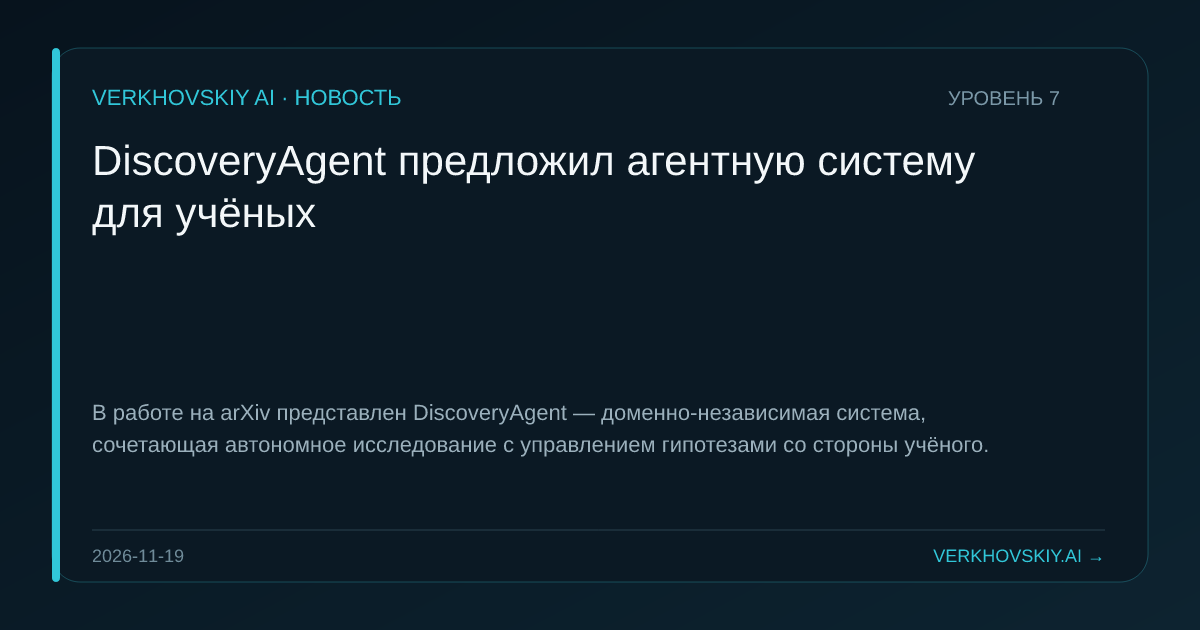 VERKHOVSKIY AI · НОВОСТЬ
УРОВЕНЬ 7
DiscoveryAgent предложил агентную систему
для учёных
В работе на arXiv представлен DiscoveryAgent — доменно-независимая система,
сочетающая автономное исследование с управлением гипотезами со стороны учёного.
2026-11-19
VERKHOVSKIY.AI →